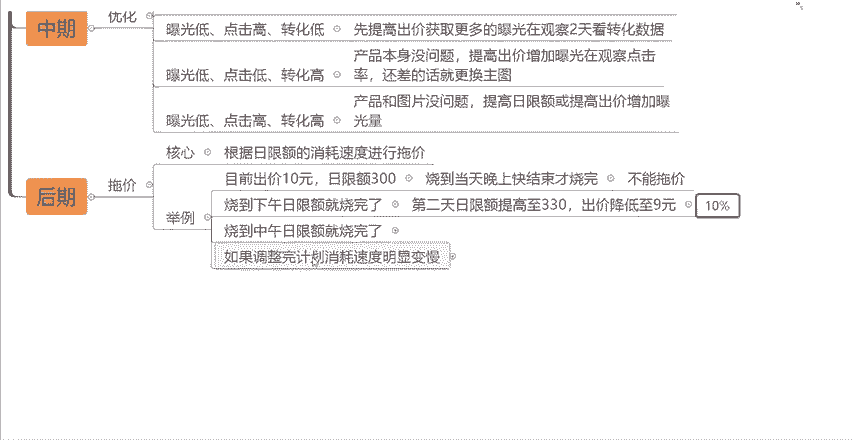 中期
优化
曝光低、点击高、转化低
先提高出价获取更多的曝光在观察2天看转化数据
曝光低、点击低、转化高
产品本身没问题，提高出价增加曝光在观察点击
率，还差的话就更换主图
曝光低、点击高、转化高
产品和图片没问题，提高日限额或提高出价增加曝
光量
后期
拖价
核心
根据日限额的消耗速度进行拖价
举例
目前出价10元，日限额300
烧到当天晚上快结束才烧完
不能拖价
烧到下午日限额就烧完了
第二天日限额提高至330，出价降低至9元
10%
烧到中午日限额就烧完了
如果调整完计划消耗速度明显变慢